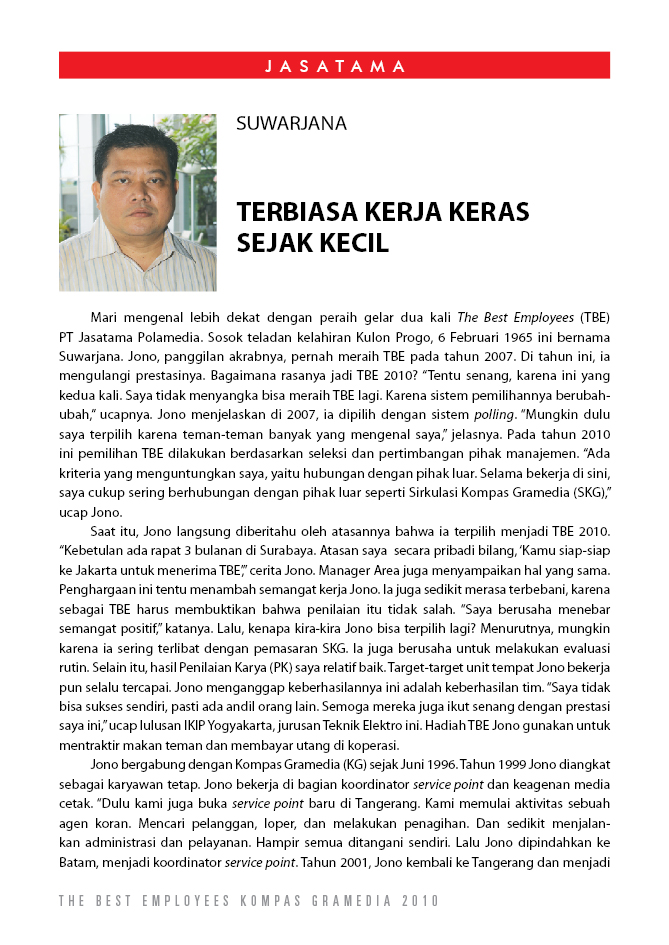 JASATAMA
SUWARJANA
TERBIASA KERJA KERAS
SEJAK KECIL
Mari mengenal lebih dekat dengan peraih gelar dua kali The Best Employees (TBE)
PT Jasatama Polamedia. Sosok teladan kelahiran Kulon Progo, 6 Februari 1965 ini bernama
Suwarjana. Jono, panggilan akrabnya, pernah meraih TBE pada tahun 2007. Di tahun ini, ia
mengulangi prestasinya. Bagaimana rasanya jadi TBE 2010? “Tentu senang, karena ini yang
kedua kali. Saya tidak menyangka bisa meraih TBE lagi. Karena sistem pemilihannya berubah-
ubah,” ucapnya. Jono menjelaskan di 2007, ia dipilih dengan sistem polling. “Mungkin dulu
saya terpilih karena teman-teman banyak yang mengenal saya,” jelasnya. Pada tahun 2010
ini pemilihan TBE dilakukan berdasarkan seleksi dan pertimbangan pihak manajemen. “Ada
kriteria yang menguntungkan saya, yaitu hubungan dengan pihak luar. Selama bekerja di sini,
saya cukup sering berhubungan dengan pihak luar seperti Sirkulasi Kompas Gramedia (SKG),”
ucap Jono.
Saat itu, Jono langsung diberitahu oleh atasannya bahwa ia terpilih menjadi TBE 2010.
“Kebetulan ada rapat 3 bulanan di Surabaya. Atasan saya secara pribadi bilang, ‘Kamu siap-siap
ke Jakarta untuk menerima TBE’,” cerita Jono. Manager Area juga menyampaikan hal yang sama.
Penghargaan ini tentu menambah semangat kerja Jono. Ia juga sedikit merasa terbebani, karena
sebagai TBE harus membuktikan bahwa penilaian itu tidak salah. “Saya berusaha menebar
semangat positif,” katanya. Lalu, kenapa kira-kira Jono bisa terpilih lagi? Menurutnya, mungkin
karena ia sering terlibat dengan pemasaran SKG. Ia juga berusaha untuk melakukan evaluasi
rutin. Selain itu, hasil Penilaian Karya (PK) saya relatif baik. Target-target unit tempat Jono bekerja
pun selalu tercapai. Jono menganggap keberhasilannya ini adalah keberhasilan tim. “Saya tidak
bisa sukses sendiri, pasti ada andil orang lain. Semoga mereka juga ikut senang dengan prestasi
saya ini,” ucap lulusan IKIP Yogyakarta, jurusan Teknik Elektro ini. Hadiah TBE Jono gunakan untuk
mentraktir makan teman dan membayar utang di koperasi.
Jono bergabung dengan Kompas Gramedia (KG) sejak Juni 1996. Tahun 1999 Jono diangkat
sebagai karyawan tetap. Jono bekerja di bagian koordinator service point dan keagenan media
cetak. “Dulu kami juga buka service point baru di Tangerang. Kami memulai aktivitas sebuah
agen koran. Mencari pelanggan, loper, dan melakukan penagihan. Dan sedikit menjalan-
kan administrasi dan pelayanan. Hampir semua ditangani sendiri. Lalu Jono dipindahkan ke
Batam, menjadi koordinator service point. Tahun 2001, Jono kembali ke Tangerang dan menjadi
THE BEST EMPLOYEES KOMPAS GRAMEDIA 2010